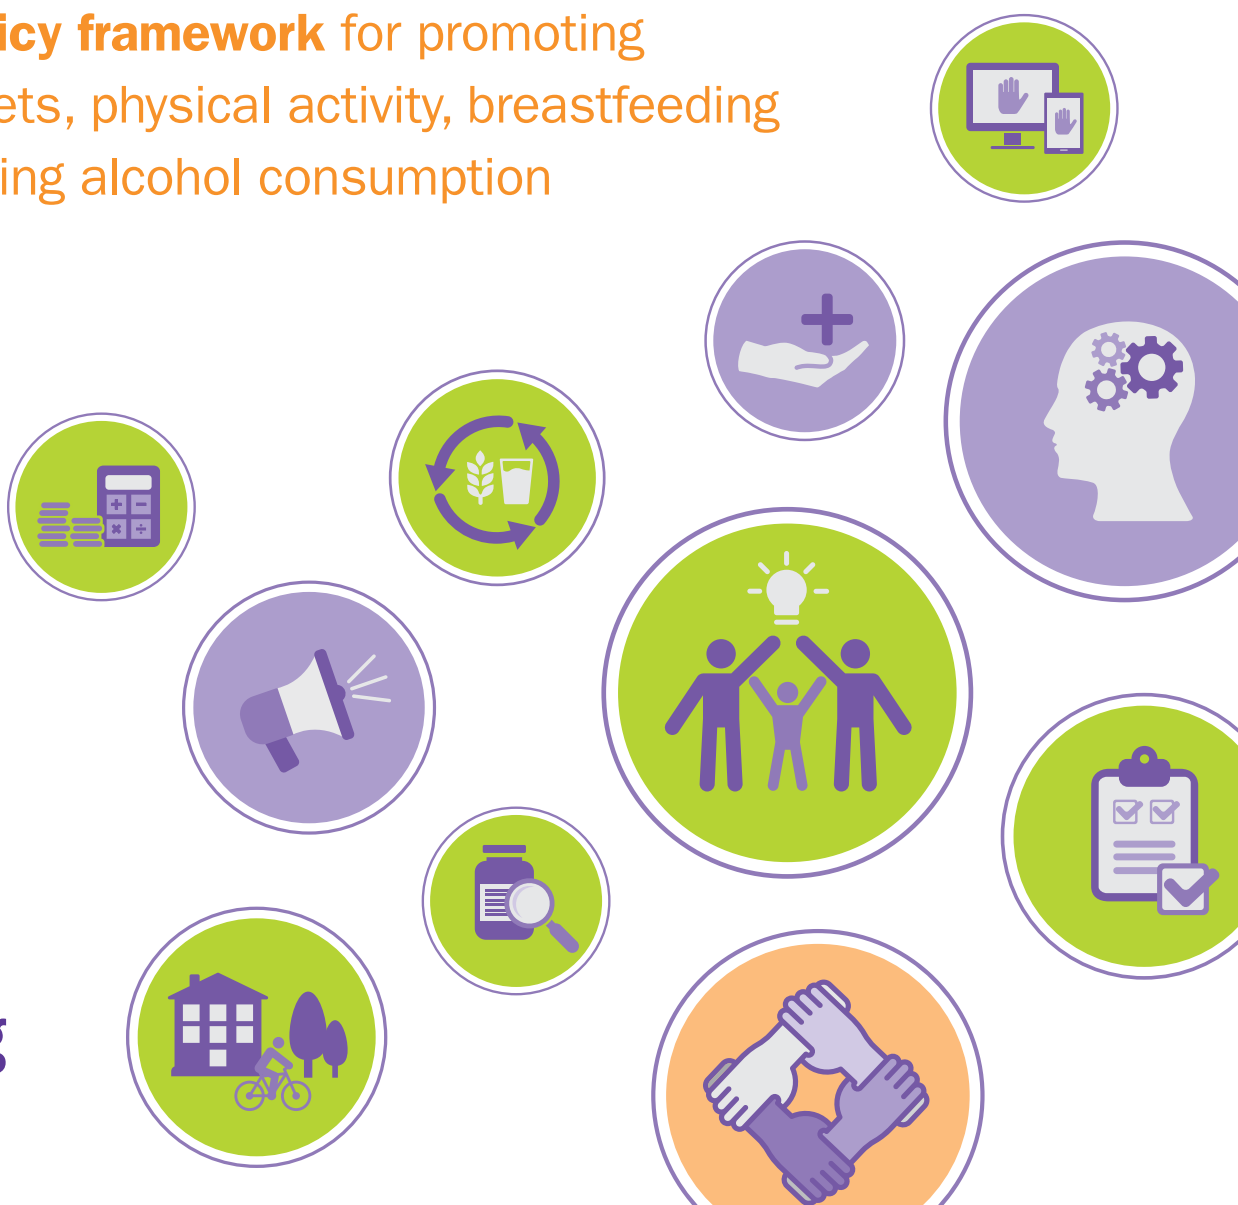 icy framework for promoting
ets, physical activity, breastfeeding
ing alcohol consumption
g